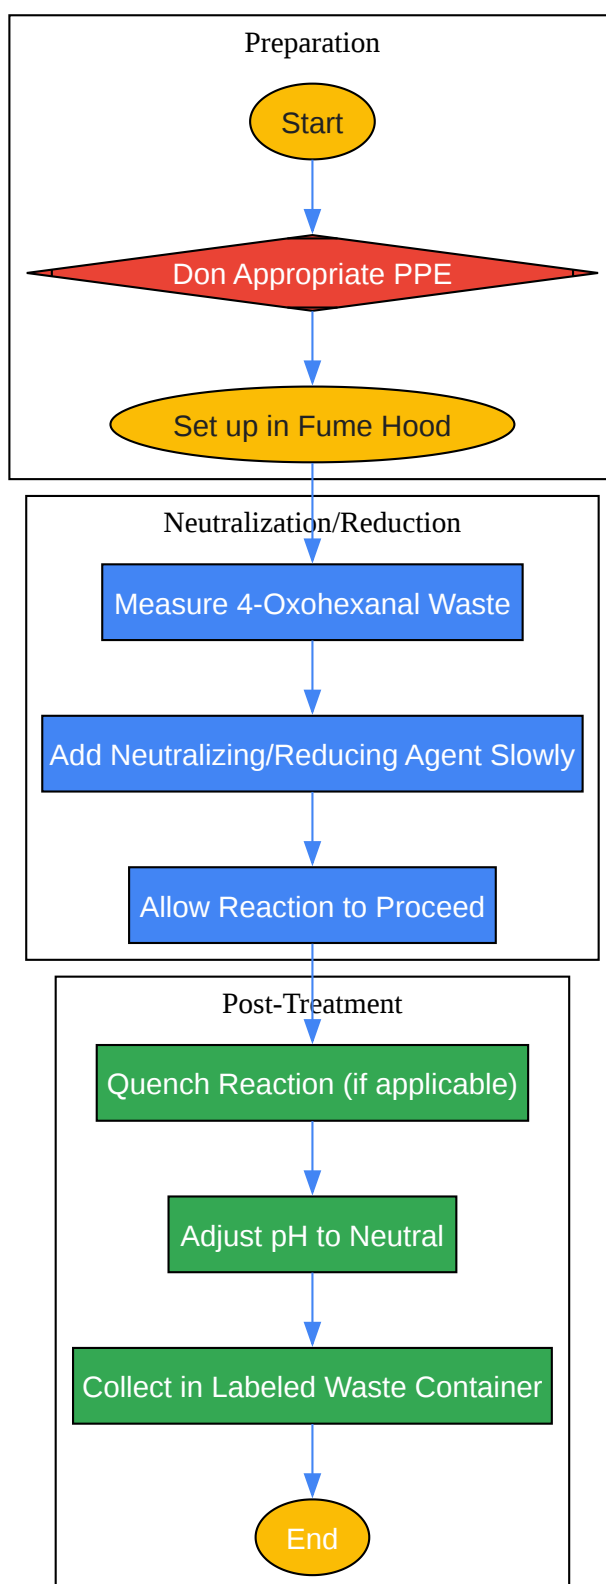 Preparation
Start
Don Appropriate PPE
Set up in Fume Hood
Neutralization/Reduction
Measure 4-Oxohexanal Waste
Add Neutralizing/Reducing Agent Slowly
Allow Reaction to Proceed
Post-Treatment
Quench Reaction (if applicable)
Adjust pH to Neutral
Collect in Labeled Waste Container
End